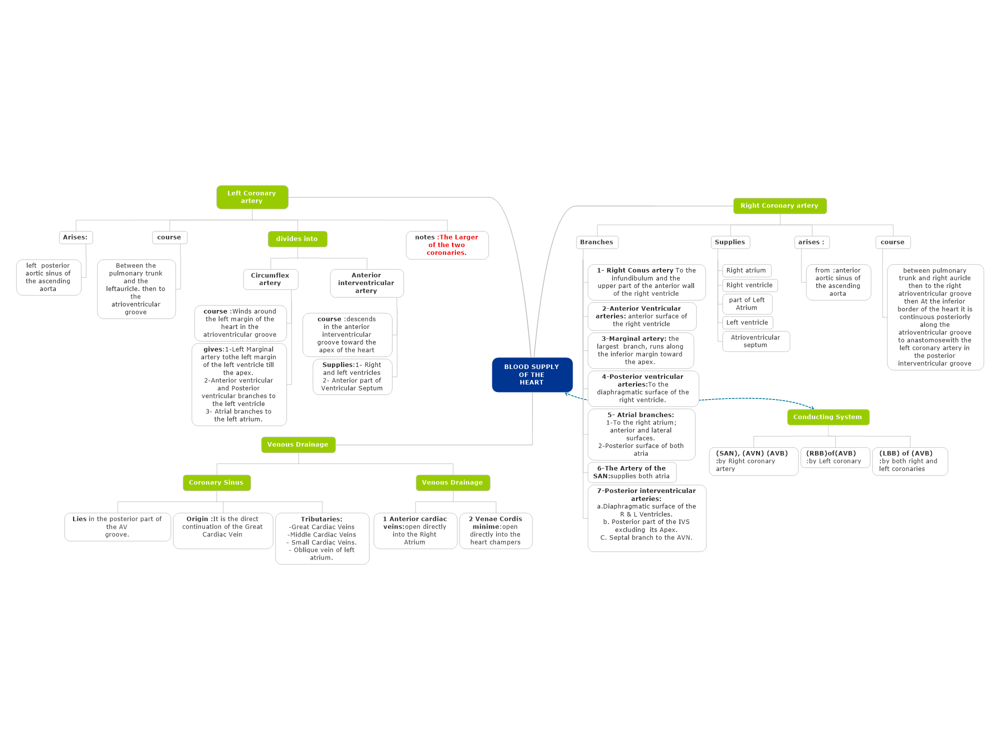 Left Coronary
artery
Arises:
left  posterior
aortic sinus of
the ascending
aorta
course
Between the
pulmonary trunk
and the
leftauricle. then to
the
atrioventricular
groove
divides into
Circumflex
artery
course :Winds around
the left margin of the
heart in the
atrioventricular groove
gives:1-Left Marginal
artery tothe left margin
of the left ventricle till
the apex.
2-Anterior ventricular
and Posterior
ventricular branches to
the left ventricle
3- Atrial branches to
the left atrium.
Anterior
interventricular
artery
course :descends
in the anterior
interventricular
groove toward the
apex of the heart
Supplies:1- Right
and left ventricles
2- Anterior part of
Ventricular Septum
notes :The Larger
of the two
coronaries.
BLOOD SUPPLY
OF THE
HEART
Right Coronary artery
Branches
1- Right Conus artery To the
infundibulum and the
upper part of the anterior wall
of the right ventricle
2-Anterior Ventricular
arteries: anterior surface of
the right ventricle
3-Marginal artery: the
largest  branch, runs along
the inferior margin toward
the apex.
4-Posterior ventricular
arteries:To the
diaphragmatic surface of the
right ventricle.
5- Atrial branches:
1-To the right atrium;
anterior and lateral
surfaces.
2-Posterior surface of both
atria
6-The Artery of the
SAN:supplies both atria
7-Posterior interventricular
arteries:
a.Diaphragmatic surface of the
R & L Ventricles.
b. Posterior part of the IVS
excluding  its Apex.
C. Septal branch to the AVN.
Supplies
Right atrium
Right ventricle
part of Left
Atrium
Left ventricle
Atrioventricular
septum
arises :
from :anterior
aortic sinus of
the ascending
aorta
course
between pulmonary
trunk and right auricle
then to the right
atrioventricular groove
then At the inferior
border of the heart it is
continuous posteriorly
along the
atrioventricular groove
to anastomosewith the
left coronary artery in
the posterior
interventricular groove
Conducting System
(SAN), (AVN) (AVB)
:by Right coronary
artery
(RBB)of(AVB)
:by Left coronary
(LBB) of (AVB)
:by both right and
left coronaries
Venous Drainage
Coronary Sinus
Lies in the posterior part of
the AV
groove.
Origin :It is the direct
continuation of the Great
Cardiac Vein
Tributaries:
-Great Cardiac Veins
-Middle Cardiac Veins
- Small Cardiac Veins.
- Oblique vein of left
atrium.
Venous Drainage
1 Anterior cardiac
veins:open directly
into the Right
Atrium
2 Venae Cordis
minime:open
directly into the
heart champers